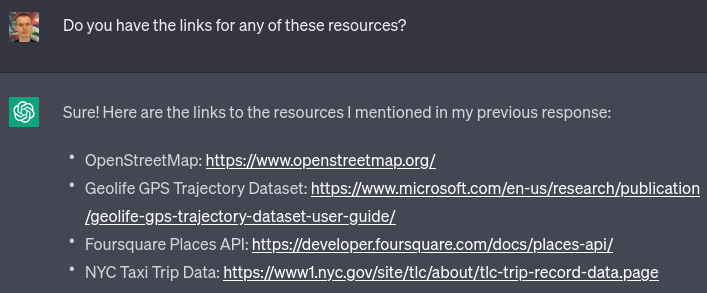 Do you have the links for any of these resources?
Sure! Here are the links to the resources I mentioned in my previous response:
• OpenStreetMap: https://www.openstreetmap.org/
• Geolife GPS Trajectory Dataset: https://www.microsoft.com/en-us/research/publication
/geolife-gps-trajectory-dataset-user-guide/
• Foursquare Places API: https://developer.foursquare.com/docs/places-api/
• NYC Taxi Trip Data: https://www1.nyc.gov/site/tlc/about/tlc-trip-record-data.page